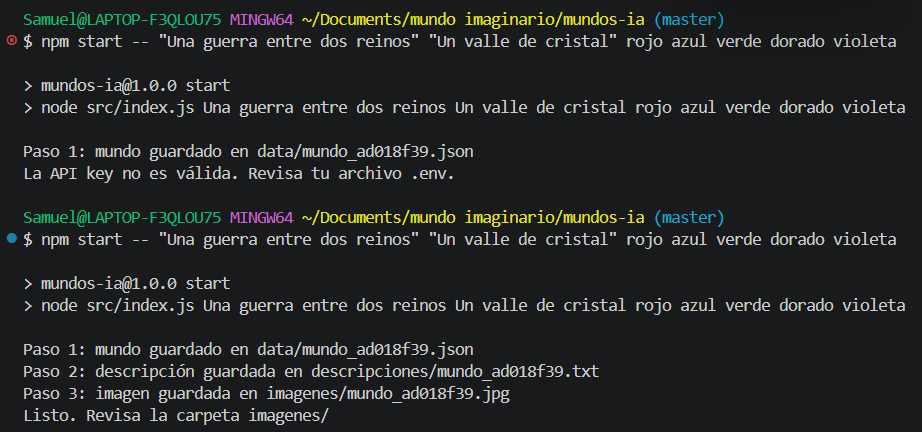 Samuel@LAPTOP-F3QLOU75 MINGW64 ~/Documents/mundo imaginario/mundos-ia (master)
$ npm start -- "Una guerra entre dos reinos" "Un valle de cristal" rojo azul verde dorado violeta
> mundos-ia@1.0.0 start
> node src/index.js Una guerra entre dos reinos Un valle de cristal rojo azul verde dorado violeta
Paso 1: mundo guardado en data/mundo_ad018f39.json
La API key no es válida. Revisa tu archivo .env.
Samuel@LAPTOP-F3QLOU75 MINGW64 ~/Documents/mundo imaginario/mundos-ia (master)
$ npm start -- "Una guerra entre dos reinos" "Un valle de cristal" rojo azul verde dorado violeta
> mundos-ia@1.0.0 start
> node src/index.js Una guerra entre dos reinos Un valle de cristal rojo azul verde dorado violeta
Paso 1: mundo guardado en data/mundo_ad018f39.json
Paso 2: descripción guardada en descripciones/mundo_ad018f39.txt
Paso 3: imagen guardada en imagenes/mundo_ad018f39.jpg
Listo. Revisa la carpeta imagenes/